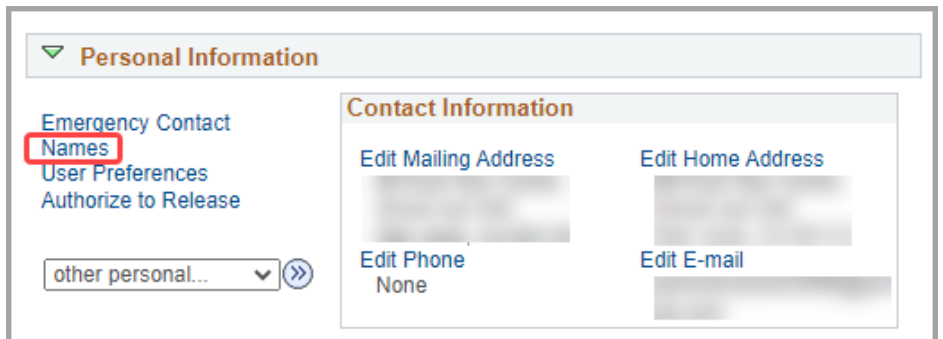 Personal Information
Emergency Contact
Names
User Preferences
Authorize to Release
other personal...
Contact Information
Edit Mailing Address
Edit Home Address
Edit Phone
None
Edit E-mail